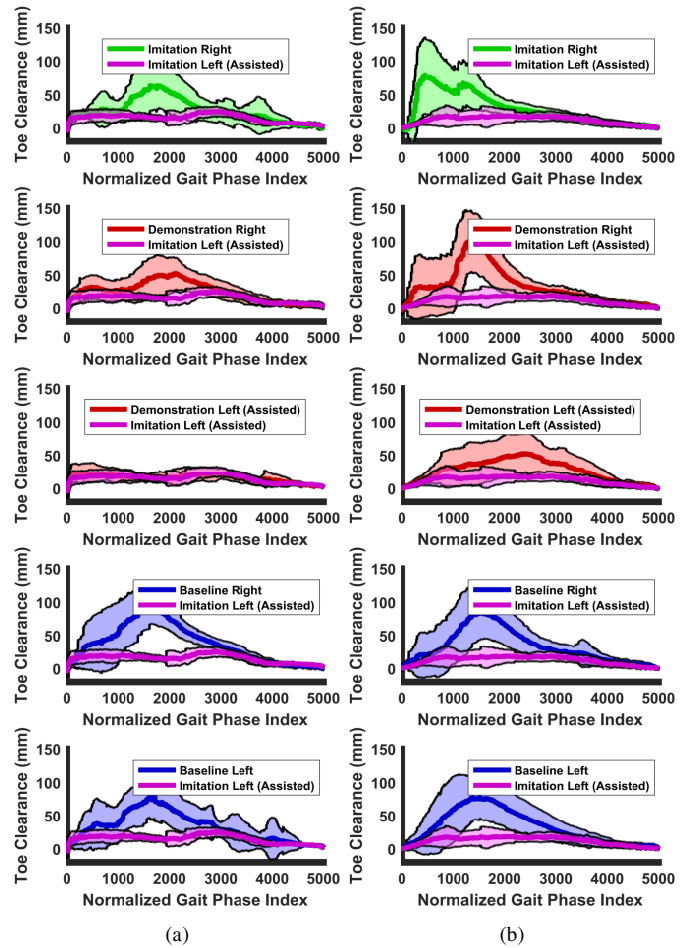 Toe Clearance (mm)
150
100
50
0
Imitation Right
Imitation Left (Assisted)
0 1000 2000 3000 4000 5000
Normalized Gait Phase Index
Toe Clearance (mm)
150
100
50
0
Imitation Right
Imitation Left (Assisted)
0 1000 2000 3000 4000 5000
Normalized Gait Phase Index
Toe Clearance (mm)
150
100
50
0
Demonstration Right
Imitation Left (Assisted)
0 1000 2000 3000 4000 5000
Normalized Gait Phase Index
Toe Clearance (mm)
150
100
50
0
Demonstration Right
Imitation Left (Assisted)
0 1000 2000 3000 4000 5000
Normalized Gait Phase Index
Toe Clearance (mm)
150
100
50
0
Demonstration Left (Assisted)
Imitation Left (Assisted)
0 1000 2000 3000 4000 5000
Normalized Gait Phase Index
Toe Clearance (mm)
150
100
50
0
Demonstration Left (Assisted)
Imitation Left (Assisted)
0 1000 2000 3000 4000 5000
Normalized Gait Phase Index
Toe Clearance (mm)
150
100
50
0
Baseline Right
Imitation Left (Assisted)
0 1000 2000 3000 4000 5000
Normalized Gait Phase Index
Toe Clearance (mm)
150
100
50
0
Baseline Right
Imitation Left (Assisted)
0 1000 2000 3000 4000 5000
Normalized Gait Phase Index
Toe Clearance (mm)
150
100
50
0
Baseline Left
Imitation Left (Assisted)
0 1000 2000 3000 4000 5000
Normalized Gait Phase Index
Toe Clearance (mm)
150
100
50
0
Baseline Left
Imitation Left (Assisted)
0 1000 2000 3000 4000 5000
Normalized Gait Phase Index
(a)
(b)